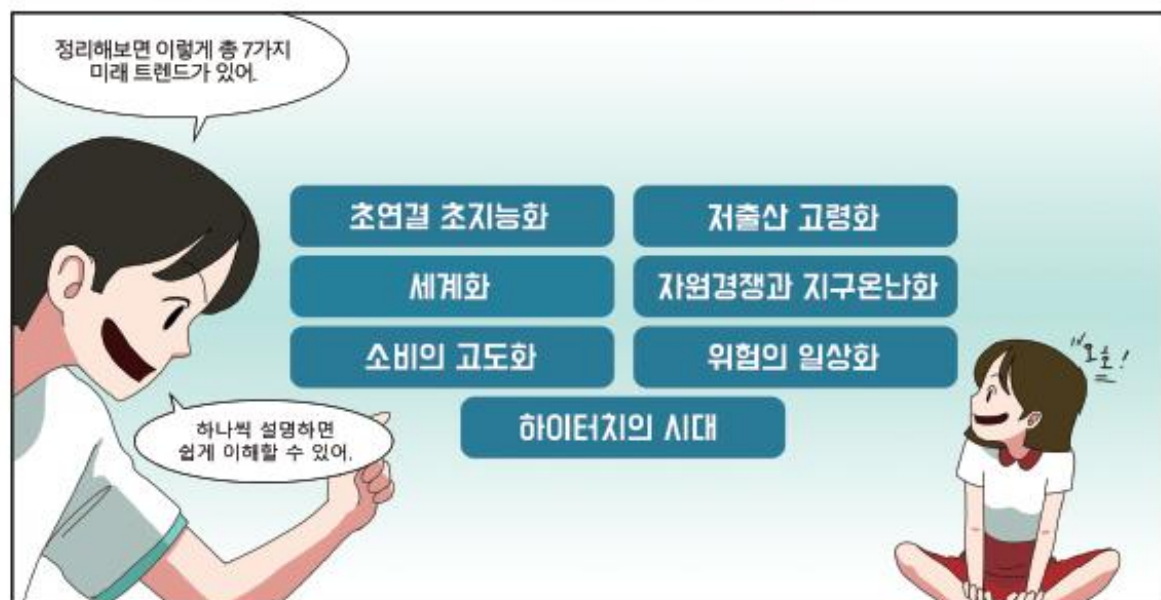 정리해보면 이렇게 총 7가지
미래 트렌드가 있어.
초연결 초지능화
저출산 고령화
세계화
자원경쟁과 지구온난화
소비의 고도화
위험의 일상화
하이터치의 시대
오호!
하나씩 설명하면
쉽게 이해할 수 있어.